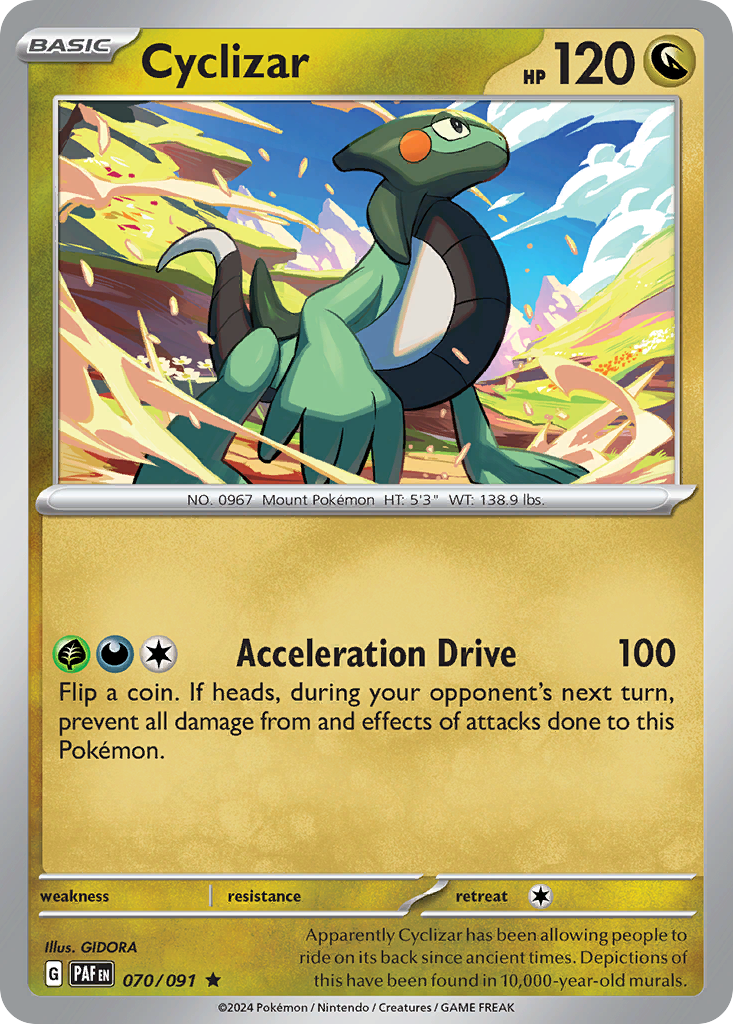 BASIC
Cyclizar
HP 120
NO. 0967 Mount Pokémon HT: 5'3" WT: 138.9 lbs.
Acceleration Drive 100
Flip a coin. If heads, during your opponent's next turn,
prevent all damage from and effects of attacks done to this
Pokémon.
weakness resistance retreat
Illus. GIDORA
Apparently Cyclizar has been allowing people to
ride on its back since ancient times. Depictions of
this have been found in 10,000-year-old murals.
G PAF EN 070/091
©2024 Pokémon / Nintendo / Creatures / GAME FREAK